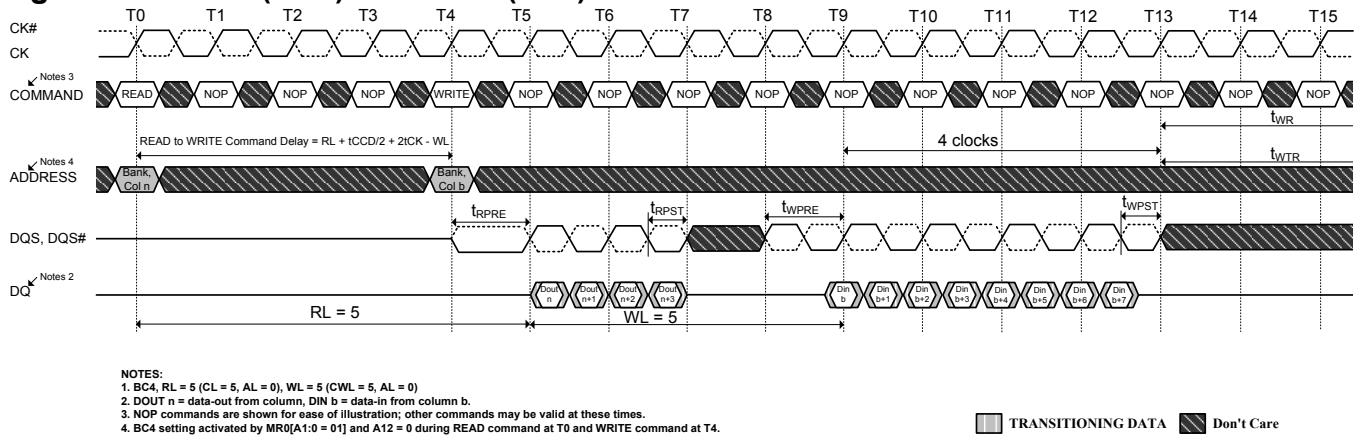 T0 T1 T2 T3 T4 T5 T6 T7 T8 T9 T10 T11 T12 T13 T14 T15
CK#
CK
Notes 3
COMMAND
READ NOP NOP NOP WRITE NOP NOP NOP NOP NOP NOP NOP NOP NOP NOP NOP
tWR
READ to WRITE Command Delay = RL + tCCD/2 + 2tCK - WL
4 clocks
Notes 4
ADDRESS
tWTR
Bank, Col n
Bank, Col b
tRPRE
tRPST
tWPRE
tWPST
DQS, DQS#
Notes 2
DQ
Dout n Dout n+1 Dout n+2 Dout n+3
Din b Din b+1 Din b+2 Din b+3 Din b+4 Din b+5 Din b+6 Din b+7
RL = 5
WL = 5
NOTES:
1. BC4, RL = 5 (CL = 5, AL = 0), WL = 5 (CWL = 5, AL = 0)
2. DOUT n = data-out from column, DIN b = data-in from column b.
3. NOP commands are shown for ease of illustration; other commands may be valid at these times.
4. BC4 setting activated by MR0[A1:0 = 01] and A12 = 0 during READ command at T0 and WRITE command at T4.
TRANSITIONING DATA
Don't Care